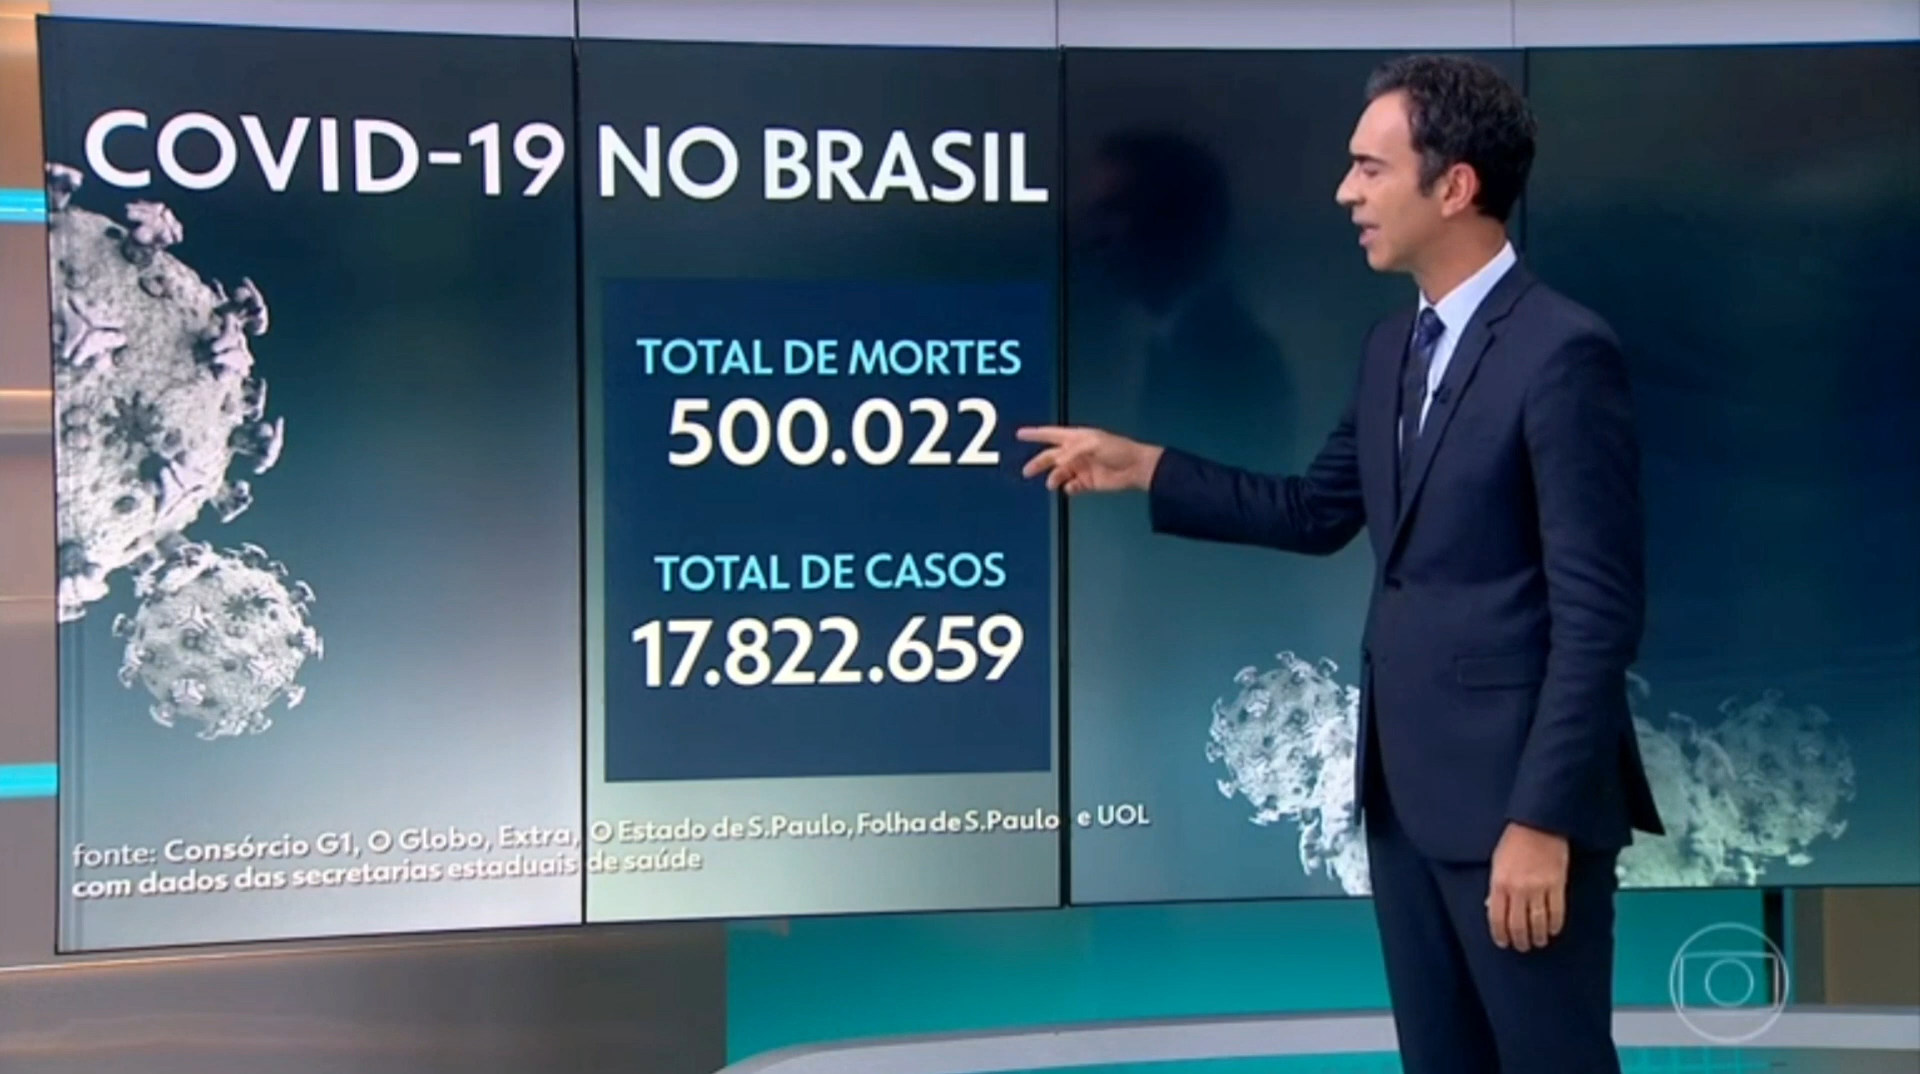 COVID-19 NO BRASIL
TOTAL DE MORTES
500.022
TOTAL DE CASOS
17.822.659
fonte: Consórcio G1, O Globo, Extra, O Estado de S.Paulo, Folha de S.Paulo e UOL
com dados das secretarias estaduais de saúde